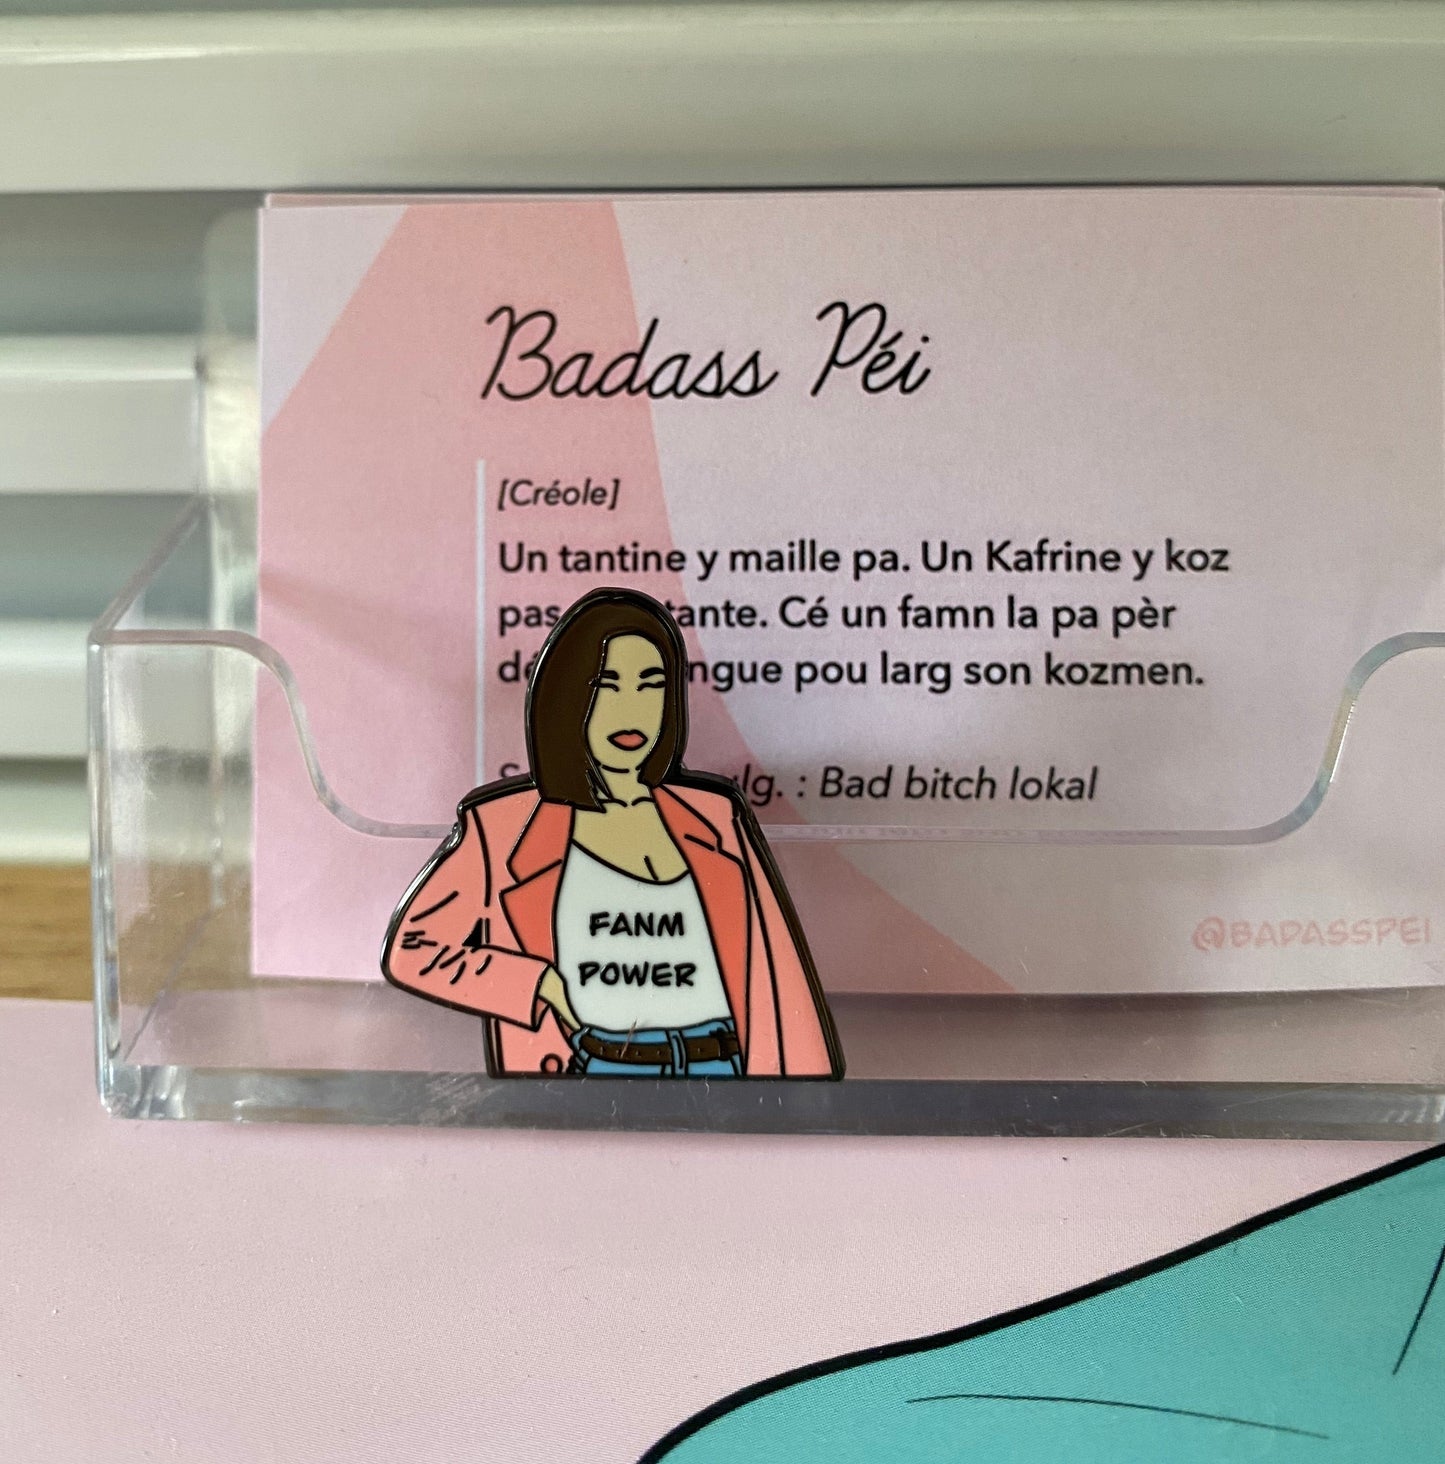 Badass Péi
[Créole]
Un tantine y maille pa. Un Kafrine y koz
pas tante. Cé un famn la pa pèr
ngue pou larg son kozmen.
: Bad bitch lokal
FANM
POWER
@BADASSPEI